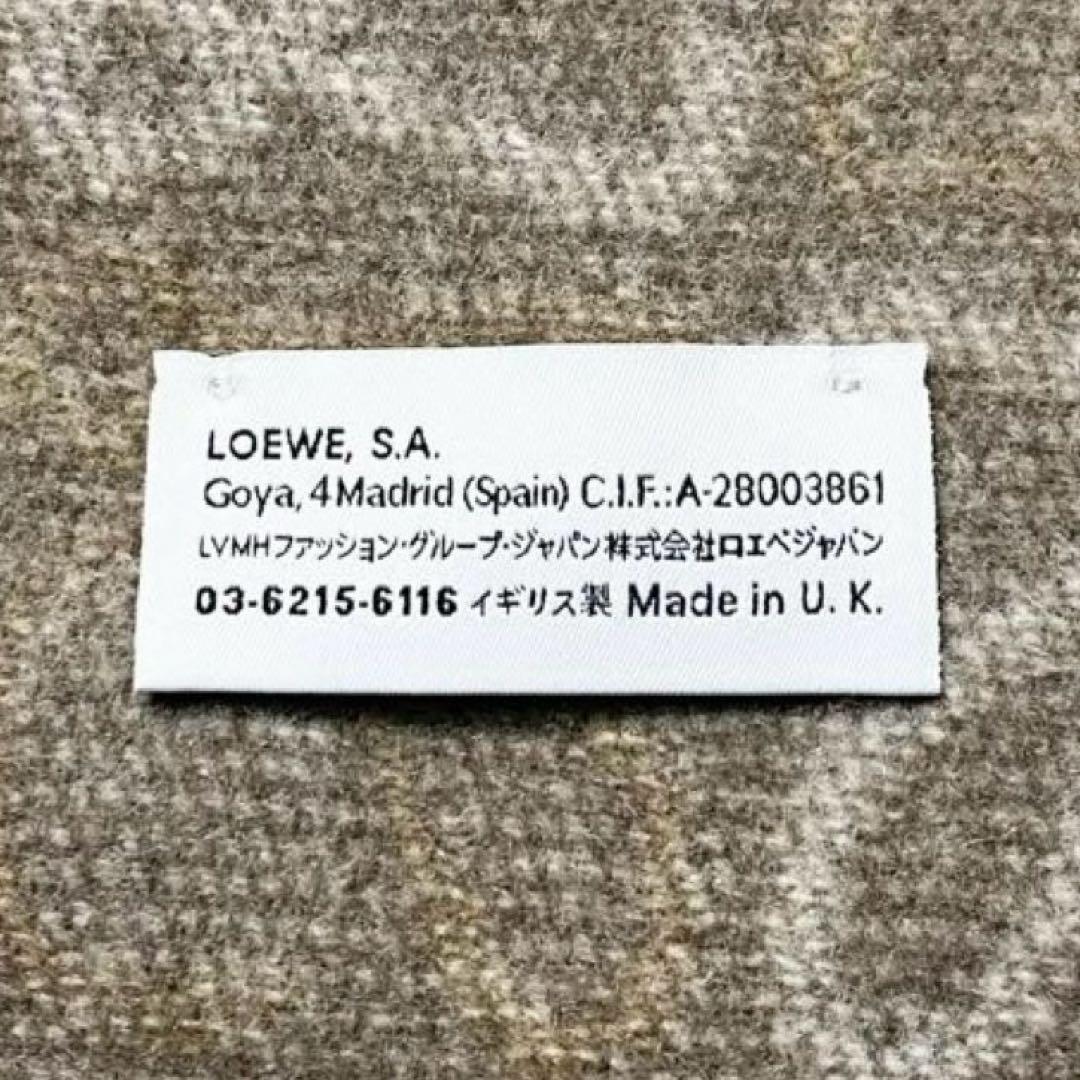 LOEWE, S.A.
Goya, 4 Madrid (Spain) C.I.F.: A-28003861
LVMHファッション・グループ・ジャパン株式会社ロエベジャパン
03-6215-6116 イギリス製 Made in U. K.